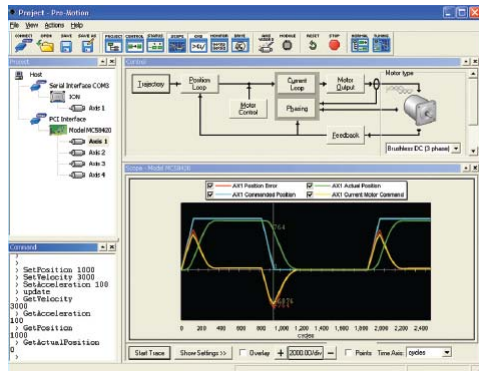 Project - Pro-Motion
File View Actions Help
CONNECT OPEN SAVE SAVE AS PROJECT CONTROL STATUS SCOPE CMD MONITOR DRIVE AXIS MODULE RESET STOP NORMAL TUNING
Project
Host
Serial Interface COM3
ION
Axis 1
PCI Interface
Model MC58420
Axis 1
Axis 2
Axis 3
Axis 4
Control
Trajectory
Position
Loop
Current
Loop
Motor
Output
Motor type
Motor
Control
Phasing
Feedback
Brushless DC (3 phase)
Scope - Model MC58420
AX1 Position Error
AX1 Actual Position
AX1 Commanded Position
AX1 Current Motor Command
764
0 200 400 600 800 1,000 1,200 1,400 1,600 1,800 2,000 2,200 2,400
cycles
Start Trace Show Settings >> Overlay + 2000.00/div - Points Time Axis: cycles
Command
>
>
> SetPosition 1000
> SetVelocity 3000
> SetAcceleration 100
> update
> GetVelocity
3000
> GetAcceleration
100
> GetPosition
1000
> GetActualPosition
0
>